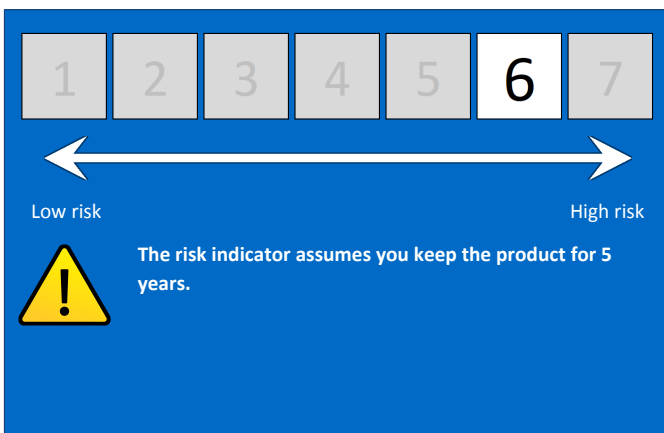 1 2 3 4 5 6 7
Low risk High risk
The risk indicator assumes you keep the product for 5
years.